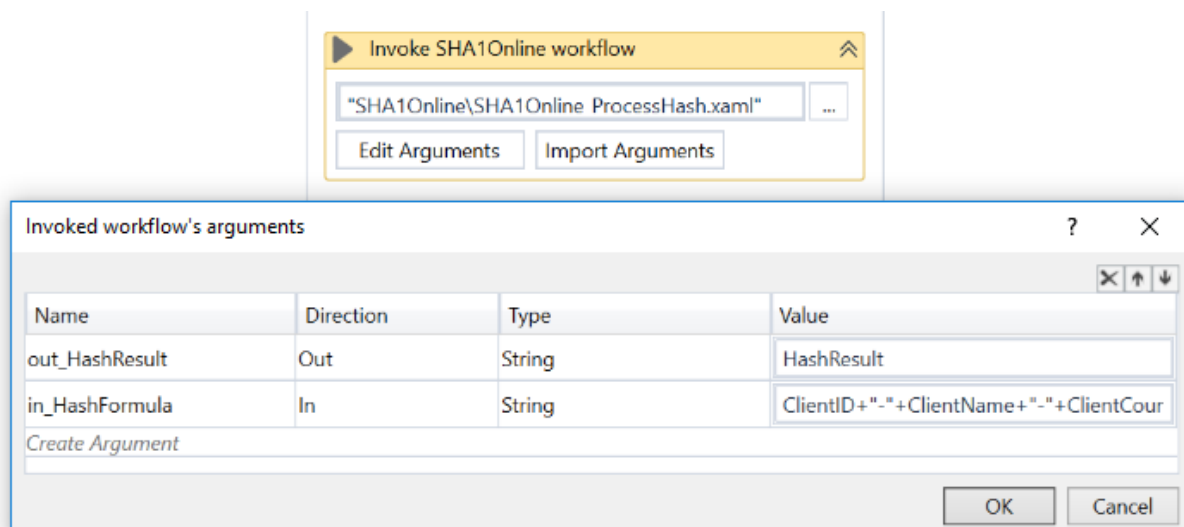 Invoke SHA1Online workflow
"SHA1Online\SHA1Online_ProcessHash.xaml" ...
Edit Arguments Import Arguments
Invoked workflow's arguments ?
Name Direction Type Value
out_HashResult Out String HashResult
in_HashFormula In String ClientID+"-"+ClientName+"-"+ClientCour
Create Argument
OK Cancel